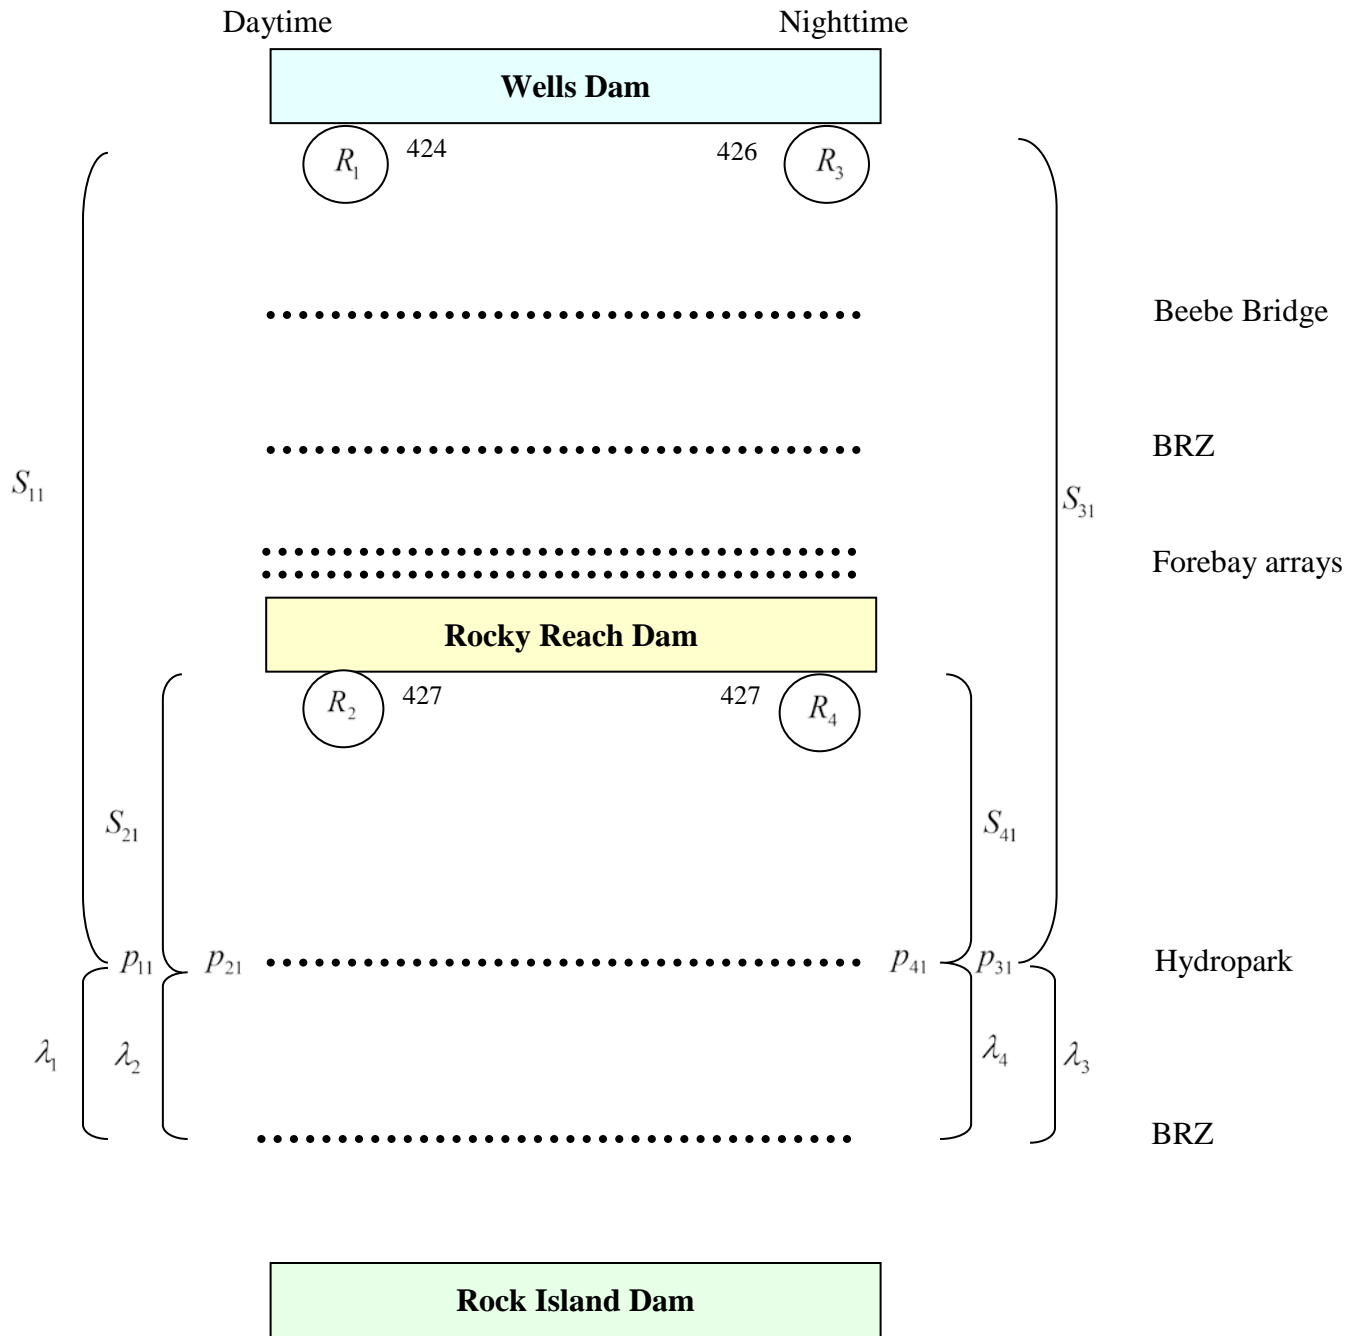 Daytime Nighttime
Wells Dam
R₁ 424 426 R₃
Beebe Bridge
BRZ
S₁₁ S₃₁
Forebay arrays
Rocky Reach Dam
R₂ 427 427 R₄
S₂₁ S₄₁
p₁₁ p₂₁ p₄₁ p₃₁ Hydropark
λ₁ λ₂ λ₄ λ₃
BRZ
Rock Island Dam